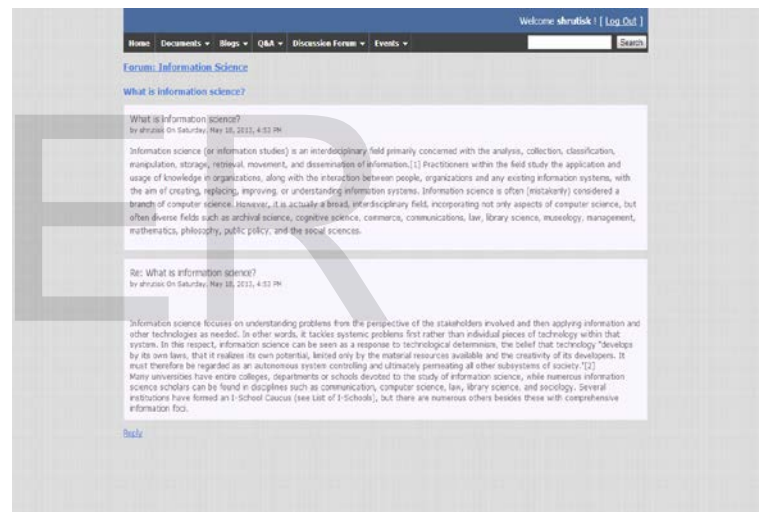 Welcome shrutisk ! [ Log Out ]
Home Documents Blogs Q&A Discussion Forum Events Search
Forum: Information Science
What is information science?
What is information science?
by shrutisk On Saturday, May 18, 2013, 4:53 PM
Information science (or information studies) is an interdisciplinary field primarily concerned with the analysis, collection, classification,
manipulation, storage, retrieval, movement, and dissemination of information.[1] Practitioners within the field study the application and
usage of knowledge in organizations, along with the interaction between people, organizations and any existing information systems, with
the aim of creating, replacing, improving, or understanding information systems. Information science is often (mistakenly) considered a
branch of computer science. However, it is actually a broad, interdisciplinary field, incorporating not only aspects of computer science, but
often diverse fields such as archival science, cognitive science, commerce, communications, law, library science, museology, management,
mathematics, philosophy, public policy, and the social sciences.
Re: What is information science?
by shrutisk On Saturday, May 18, 2013, 4:53 PM
Information science focuses on understanding problems from the perspective of the stakeholders involved and then applying information and
other technologies as needed. In other words, it tackles systemic problems first rather than individual pieces of technology within that
system. In this respect, information science can be seen as a response to technological determinism, the belief that technology "develops
by its own laws, that it realizes its own potential, limited only by the material resources available and the creativity of its developers. It
must therefore be regarded as an autonomous system controlling and ultimately permeating all other subsystems of society."[2]
Many universities have entire colleges, departments or schools devoted to the study of information science, while numerous information
science scholars can be found in disciplines such as communication, computer science, law, library science, and sociology. Several
institutions have formed an I-School Caucus (see List of I-Schools), but there are numerous others besides these with comprehensive
information foci.
Reply
ER